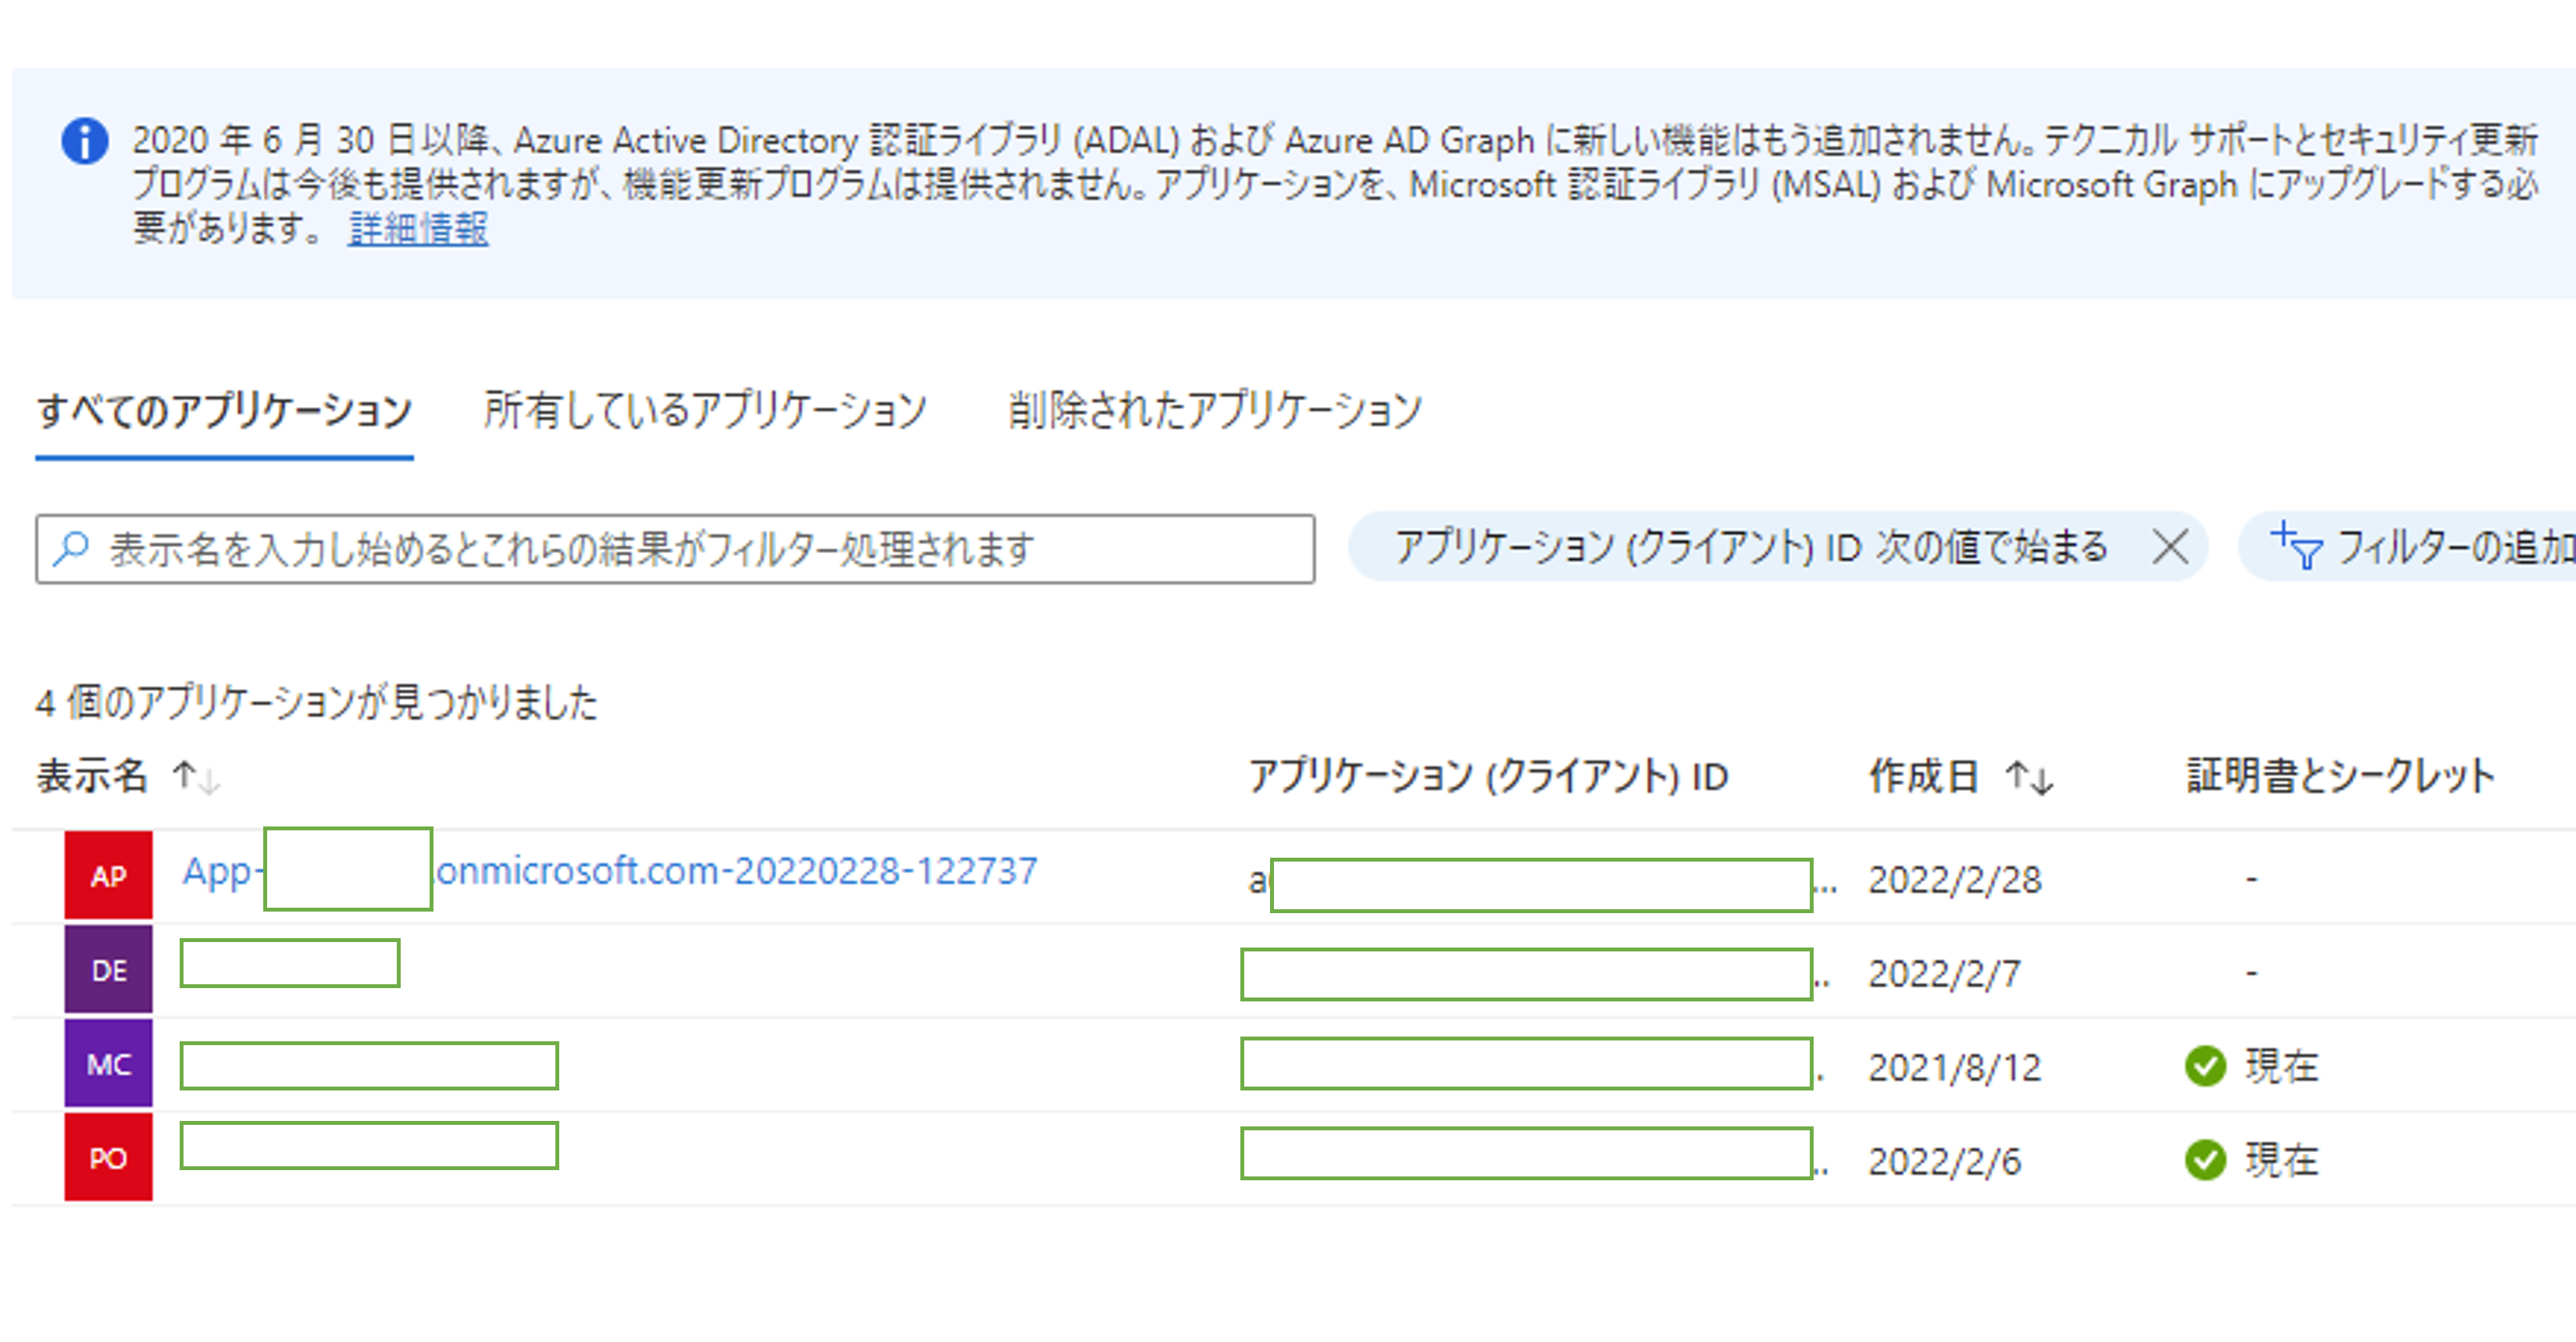 2020 年 6 月 30 日以降、Azure Active Directory 認証ライブラリ (ADAL) および Azure AD Graph に新しい機能はもう追加されません。テクニカル サポートとセキュリティ更新
プログラムは今後も提供されますが、機能更新プログラムは提供されません。アプリケーションを、Microsoft 認証ライブラリ (MSAL) および Microsoft Graph にアップグレードする必
要があります。 詳細情報
すべてのアプリケーション 所有しているアプリケーション 削除されたアプリケーション
表示名を入力し始めるとこれらの結果がフィルター処理されます アプリケーション (クライアント) ID 次の値で始まる フィルターの追加
4 個のアプリケーションが見つかりました
表示名 ↑↓ アプリケーション (クライアント) ID 作成日 ↑↓ 証明書とシークレット
AP App- onmicrosoft.com-20220228-122737 a ... 2022/2/28 -
DE .. 2022/2/7 -
MC . 2021/8/12 現在
PO .. 2022/2/6 現在